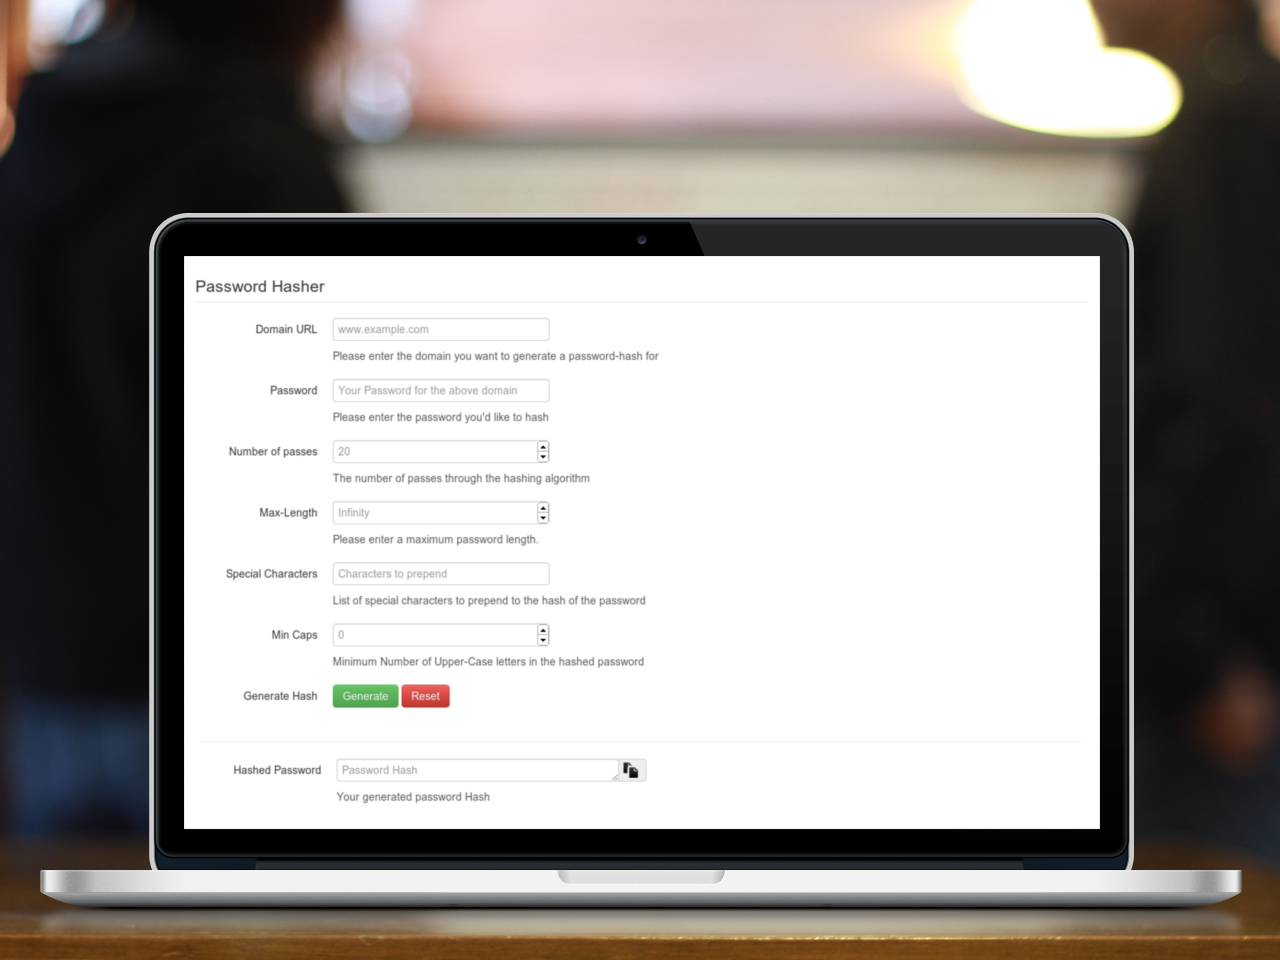 Password Hasher
Domain URL www.example.com
Please enter the domain you want to generate a password-hash for
Password Your Password for the above domain
Please enter the password you'd like to hash
Number of passes 20
The number of passes through the hashing algorithm
Max-Length Infinity
Please enter a maximum password length.
Special Characters Characters to prepend
List of special characters to prepend to the hash of the password
Min Caps 0
Minimum Number of Upper-Case letters in the hashed password
Generate Hash Generate Reset
Hashed Password Password Hash
Your generated password Hash